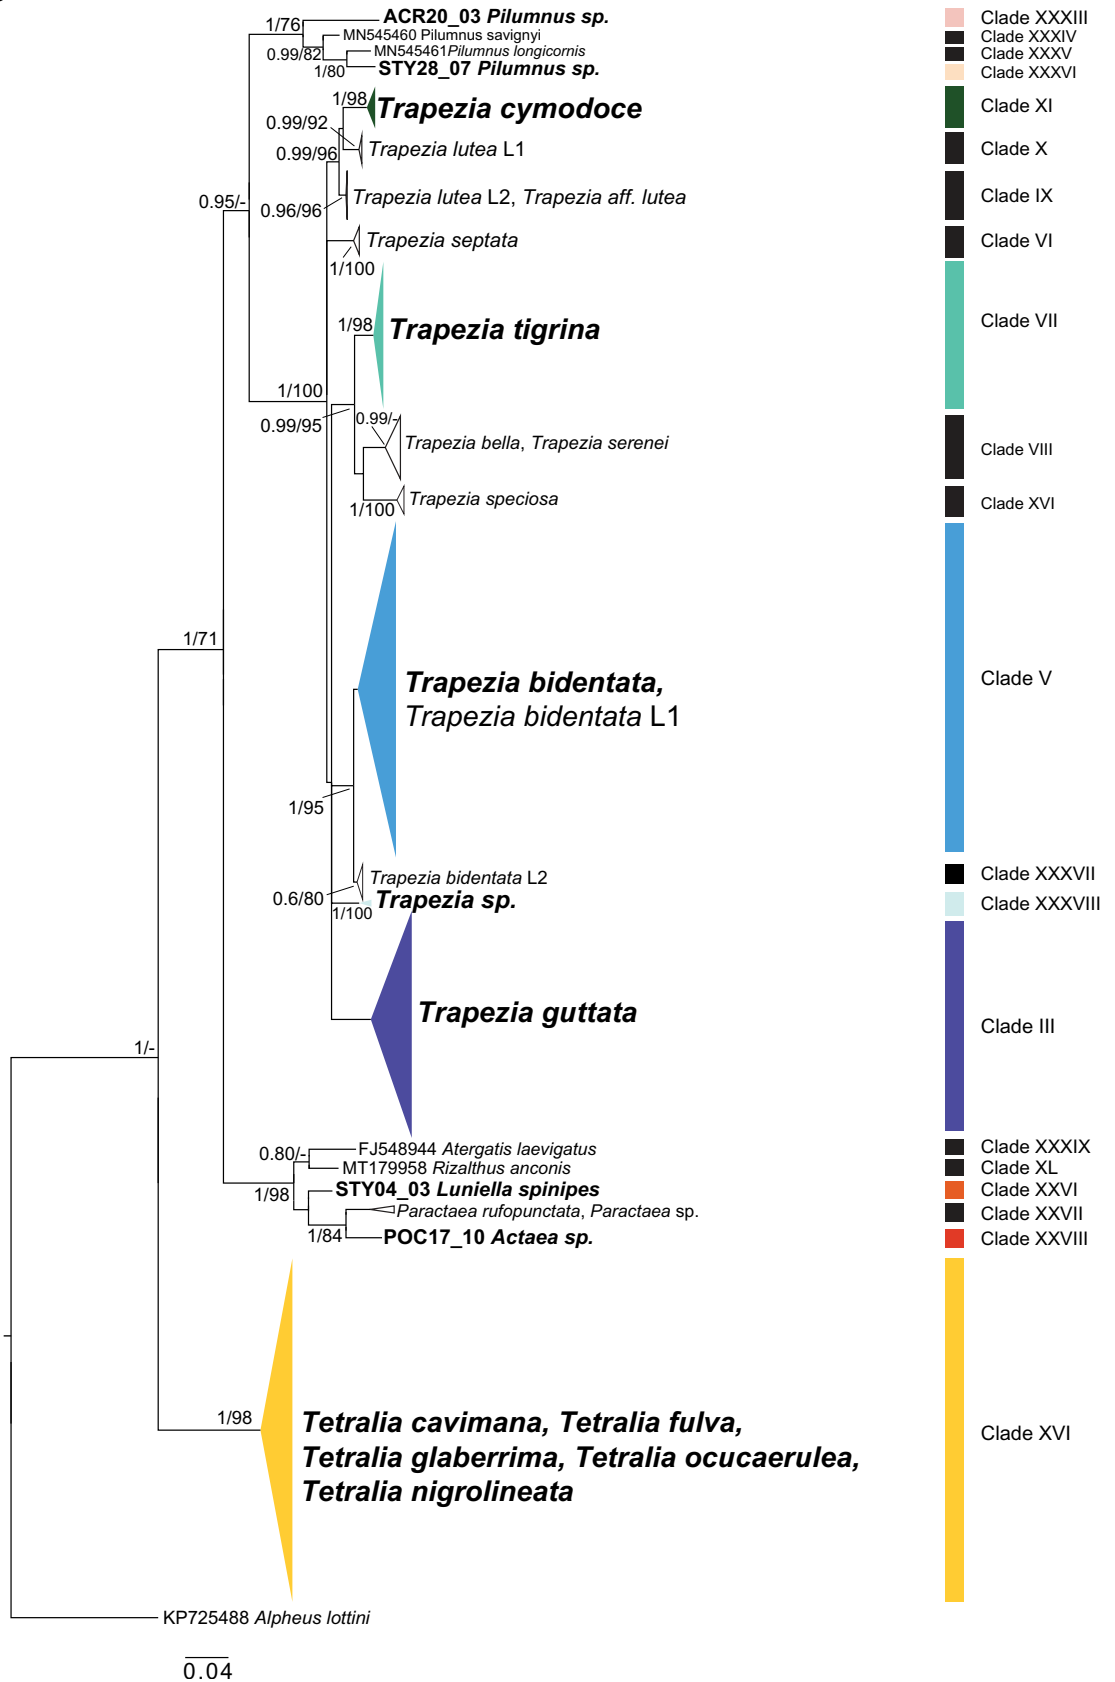 1/76
ACR20_03 Pilumnus sp.
Clade XXXIII
MN545460 Pilumnus savignyi
Clade XXXIV
0.99/82
MN545461Pilumnus longicornis
Clade XXXV
1/80
STY28_07 Pilumnus sp.
Clade XXXVI
1/98
Trapezia cymodoce
Clade XI
0.99/92
Trapezia lutea L1
Clade X
0.99/96
0.95/-
0.96/96
Trapezia lutea L2, Trapezia aff. lutea
Clade IX
Trapezia septata
Clade VI
1/100
1/98
Trapezia tigrina
Clade VII
1/100
0.99/95
0.99/-
Trapezia bella, Trapezia serenei
Clade VIII
Trapezia speciosa
Clade XVI
1/100
1/71
Trapezia bidentata,
Trapezia bidentata L1
Clade V
1/95
Trapezia bidentata L2
Clade XXXVII
0.6/80
Trapezia sp.
Clade XXXVIII
1/100
Trapezia guttata
Clade III
1/-
0.80/-
FJ548944 Atergatis laevigatus
Clade XXXIX
MT179958 Rizalthus anconis
Clade XL
1/98
STY04_03 Luniella spinipes
Clade XXVI
Paractaea rufopunctata, Paractaea sp.
Clade XXVII
1/84
POC17_10 Actaea sp.
Clade XXVIII
1/98
Tetralia cavimana, Tetralia fulva,
Tetralia glaberrima, Tetralia ocucaerulea,
Tetralia nigrolineata
Clade XVI
KP725488 Alpheus lottini
0.04